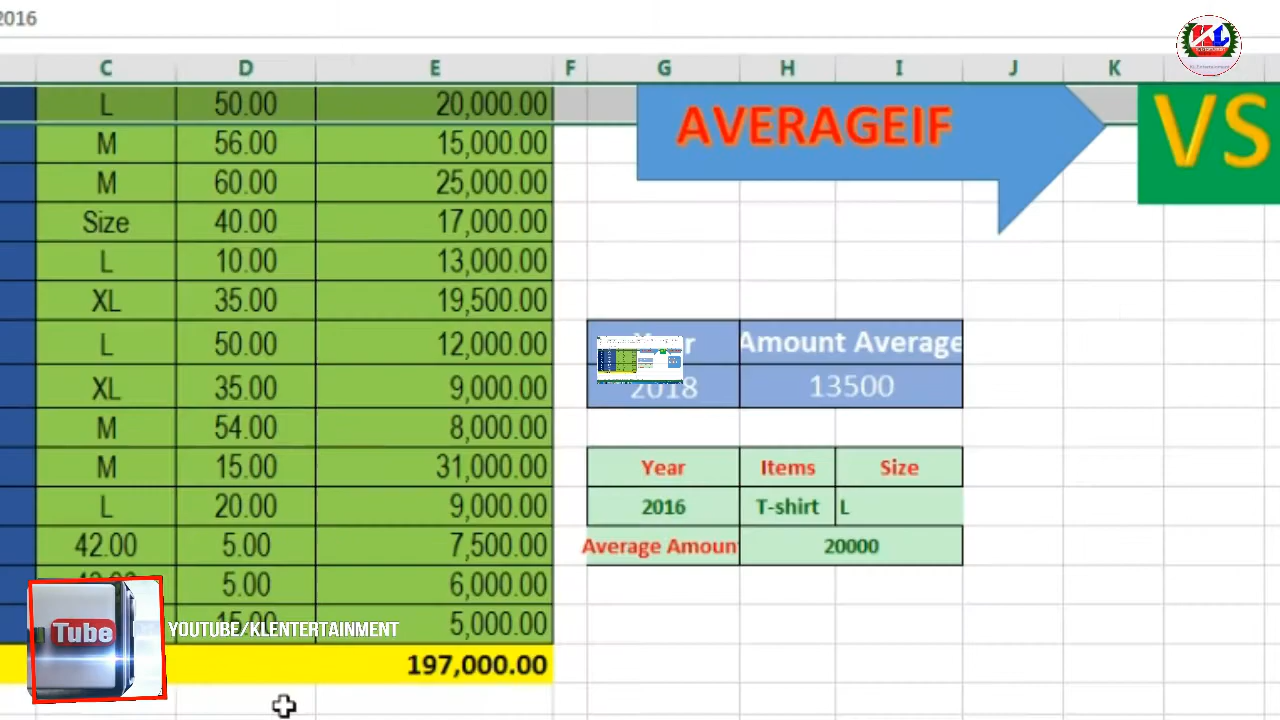 2016
C D E F G H I J K
L 50.00 20,000.00
AVERAGEIF
VS
M 56.00 15,000.00
M 60.00 25,000.00
Size 40.00 17,000.00
L 10.00 13,000.00
XL 35.00 19,500.00
L 50.00 12,000.00 Amount Average
XL 35.00 9,000.00 2018 13500
M 54.00 8,000.00
M 15.00 31,000.00 Year Items Size
L 20.00 9,000.00 2016 T-shirt L
42.00 5.00 7,500.00 Average Amoun 20000
5.00 6,000.00
15.00 5,000.00
Tube
YOUTUBE/KLENTERTAINMENT
197,000.00
KL